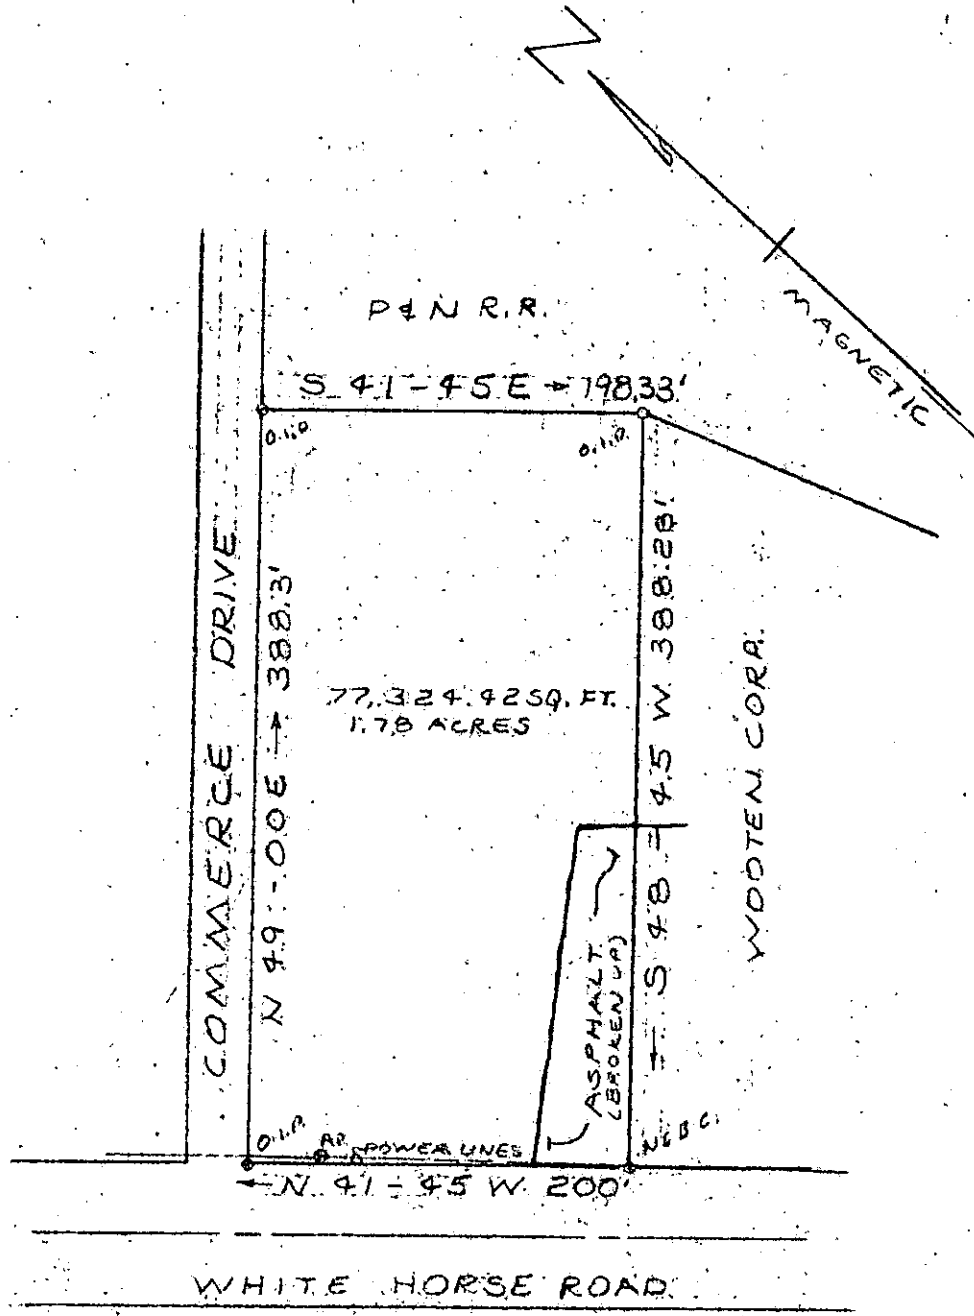 N
MAGNETIC
P & N R.R.
S 41-45 E → 198.33'
O.I.P.
O.I.P.
COMMERCE DRIVE
N 49-00 E → 388.3'
77,324.42 SQ. FT.
1.78 ACRES
← S 48-45 W 388.28'
WOOTEN CORP.
ASPHALT
(BROKEN UP)
O.I.P.
POWER LINES
← N 41-45 W 200'
WHITE HORSE ROAD